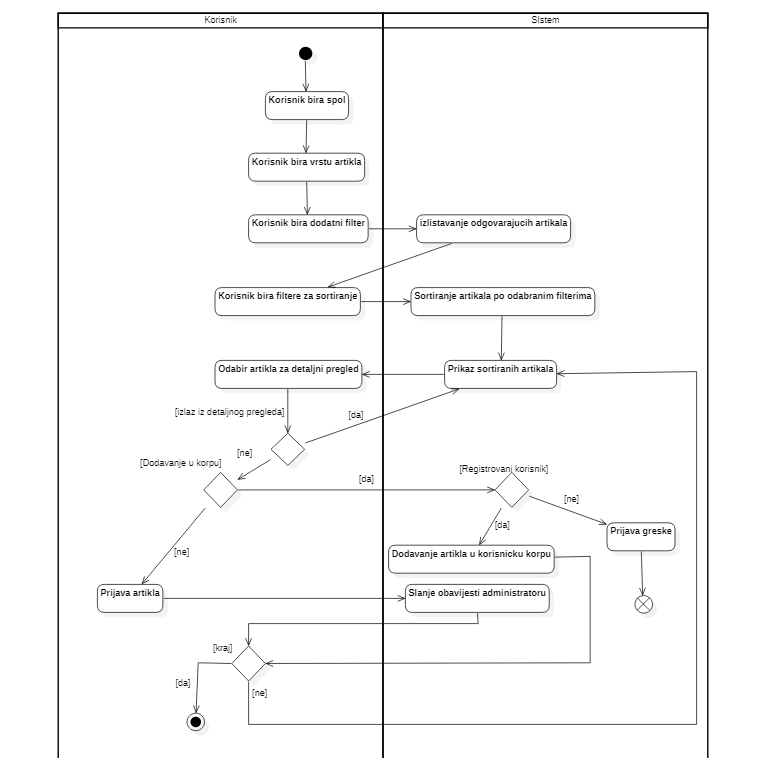 Korisnik
SIstem
Korisnik bira spol
Korisnik bira vrstu artikla
Korisnik bira dodatni filter
izlistavanje odgovarajucih artikala
Korisnik bira filtere za sortiranje
Sortiranje artikala po odabranim filterima
Odabir artikla za detaljni pregled
Prikaz sortiranih artikala
[izlaz iz detaljnog pregleda]
[da]
[ne]
[Dodavanje u korpu]
[da]
[Registrovani korisnik]
[ne]
[da]
Prijava greske
[ne]
Dodavanje artikla u korisnicku korpu
Prijava artikla
Slanje obavijesti administratoru
[kraj]
[da]
[ne]